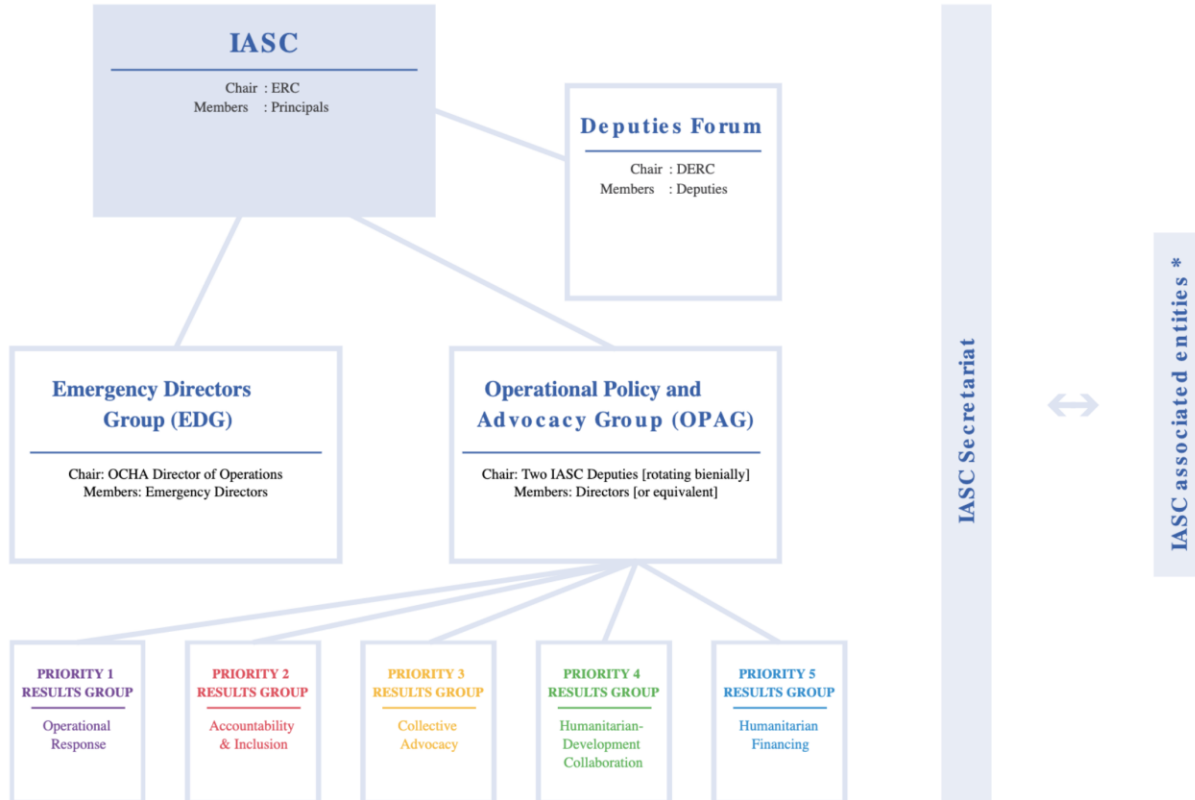 IASC
Chair : ERC
Members : Principals
Deputies Forum
Chair : DERC
Members : Deputies
Emergency Directors
Group (EDG)
Chair: OCHA Director of Operations
Members: Emergency Directors
Operational Policy and
Advocacy Group (OPAG)
Chair: Two IASC Deputies [rotating bienially]
Members: Directors [or equivalent]
PRIORITY 1
RESULTS GROUP
Operational
Response
PRIORITY 2
RESULTS GROUP
Accountability
& Inclusion
PRIORITY 3
RESULTS GROUP
Collective
Advocacy
PRIORITY 4
RESULTS GROUP
Humanitarian-
Development
Collaboration
PRIORITY 5
RESULTS GROUP
Humanitarian
Financing
IASC Secretariat
IASC associated entities *